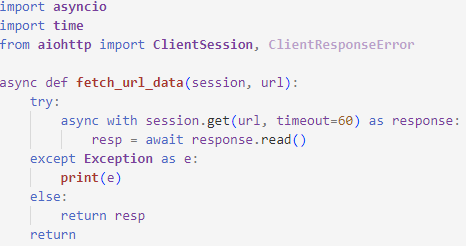 import asyncio
import time
from aiohttp import ClientSession, ClientResponseError
async def fetch_url_data(session, url):
    try:
        async with session.get(url, timeout=60) as response:
            resp = await response.read()
    except Exception as e:
        print(e)
    else:
        return resp
    return